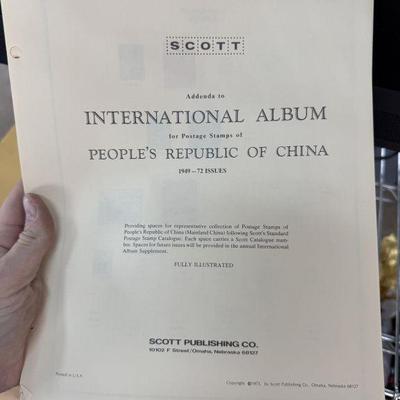 SCOTT
Addenda to
INTERNATIONAL ALBUM
for Postage Stamps of
PEOPLE'S REPUBLIC OF CHINA
1949–72 ISSUES
Providing spaces for representative collection of Postage Stamps of
People's Republic of China (Mainland China) following Scott's Standard
Postage Stamp Catalogue. Each space carries a Scott Catalogue num-
ber. Spaces for future issues will be provided in the annual International
Album Supplement.
FULLY ILLUSTRATED
SCOTT PUBLISHING CO.
10102 F Street/Omaha, Nebraska 68127
Printed in U.S.A.
Copyright ©1973, by Scott Publishing Co., Omaha, Nebraska 68127